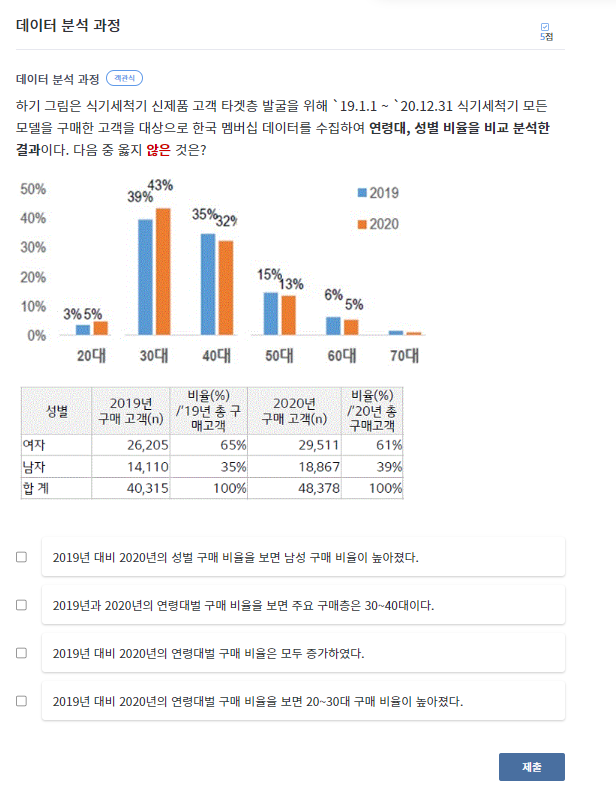 데이터 분석 과정
5점
데이터 분석 과정 객관식
하기 그림은 식기세척기 신제품 고객 타겟층 발굴을 위해 `19.1.1 ~ `20.12.31 식기세척기 모든
모델을 구매한 고객을 대상으로 한국 멤버십 데이터를 수집하여 연령대, 성별 비율을 비교 분석한
결과이다. 다음 중 옳지 않은 것은?
50%
40%
30%
20%
10%
0%
3% 5%
39% 43%
35% 32%
15% 13%
6% 5%
2019
2020
20대 30대 40대 50대 60대 70대
성별 2019년 구매 고객(n) 비율(%) /'19년 총 구매고객 2020년 구매 고객(n) 비율(%) /'20년 총 구매고객
여자 26,205 65% 29,511 61%
남자 14,110 35% 18,867 39%
합 계 40,315 100% 48,378 100%
2019년 대비 2020년의 성벌 구매 비율을 보면 남성 구매 비율이 높아졌다.
2019년과 2020년의 연령대벌 구매 비율을 보면 주요 구매층은 30~40대이다.
2019년 대비 2020년의 연령대벌 구매 비율은 모두 증가하였다.
2019년 대비 2020년의 연령대벌 구매 비율을 보면 20~30대 구매 비율이 높아졌다.
제출